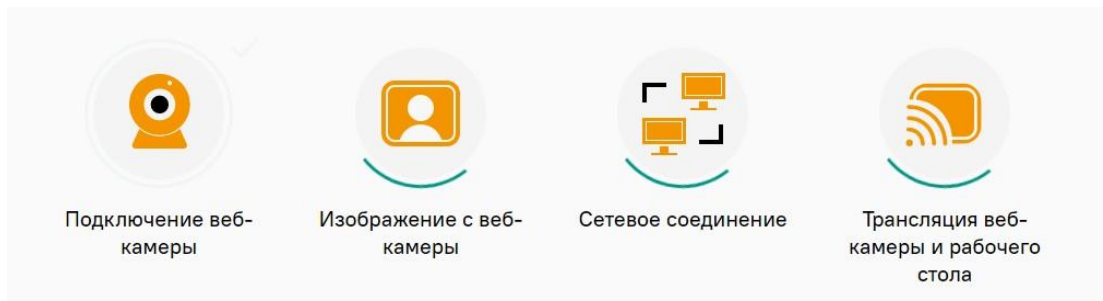 Подключение веб-
камеры
Изображение с веб-
камеры
Сетевое соединение
Трансляция веб-
камеры и рабочего
стола